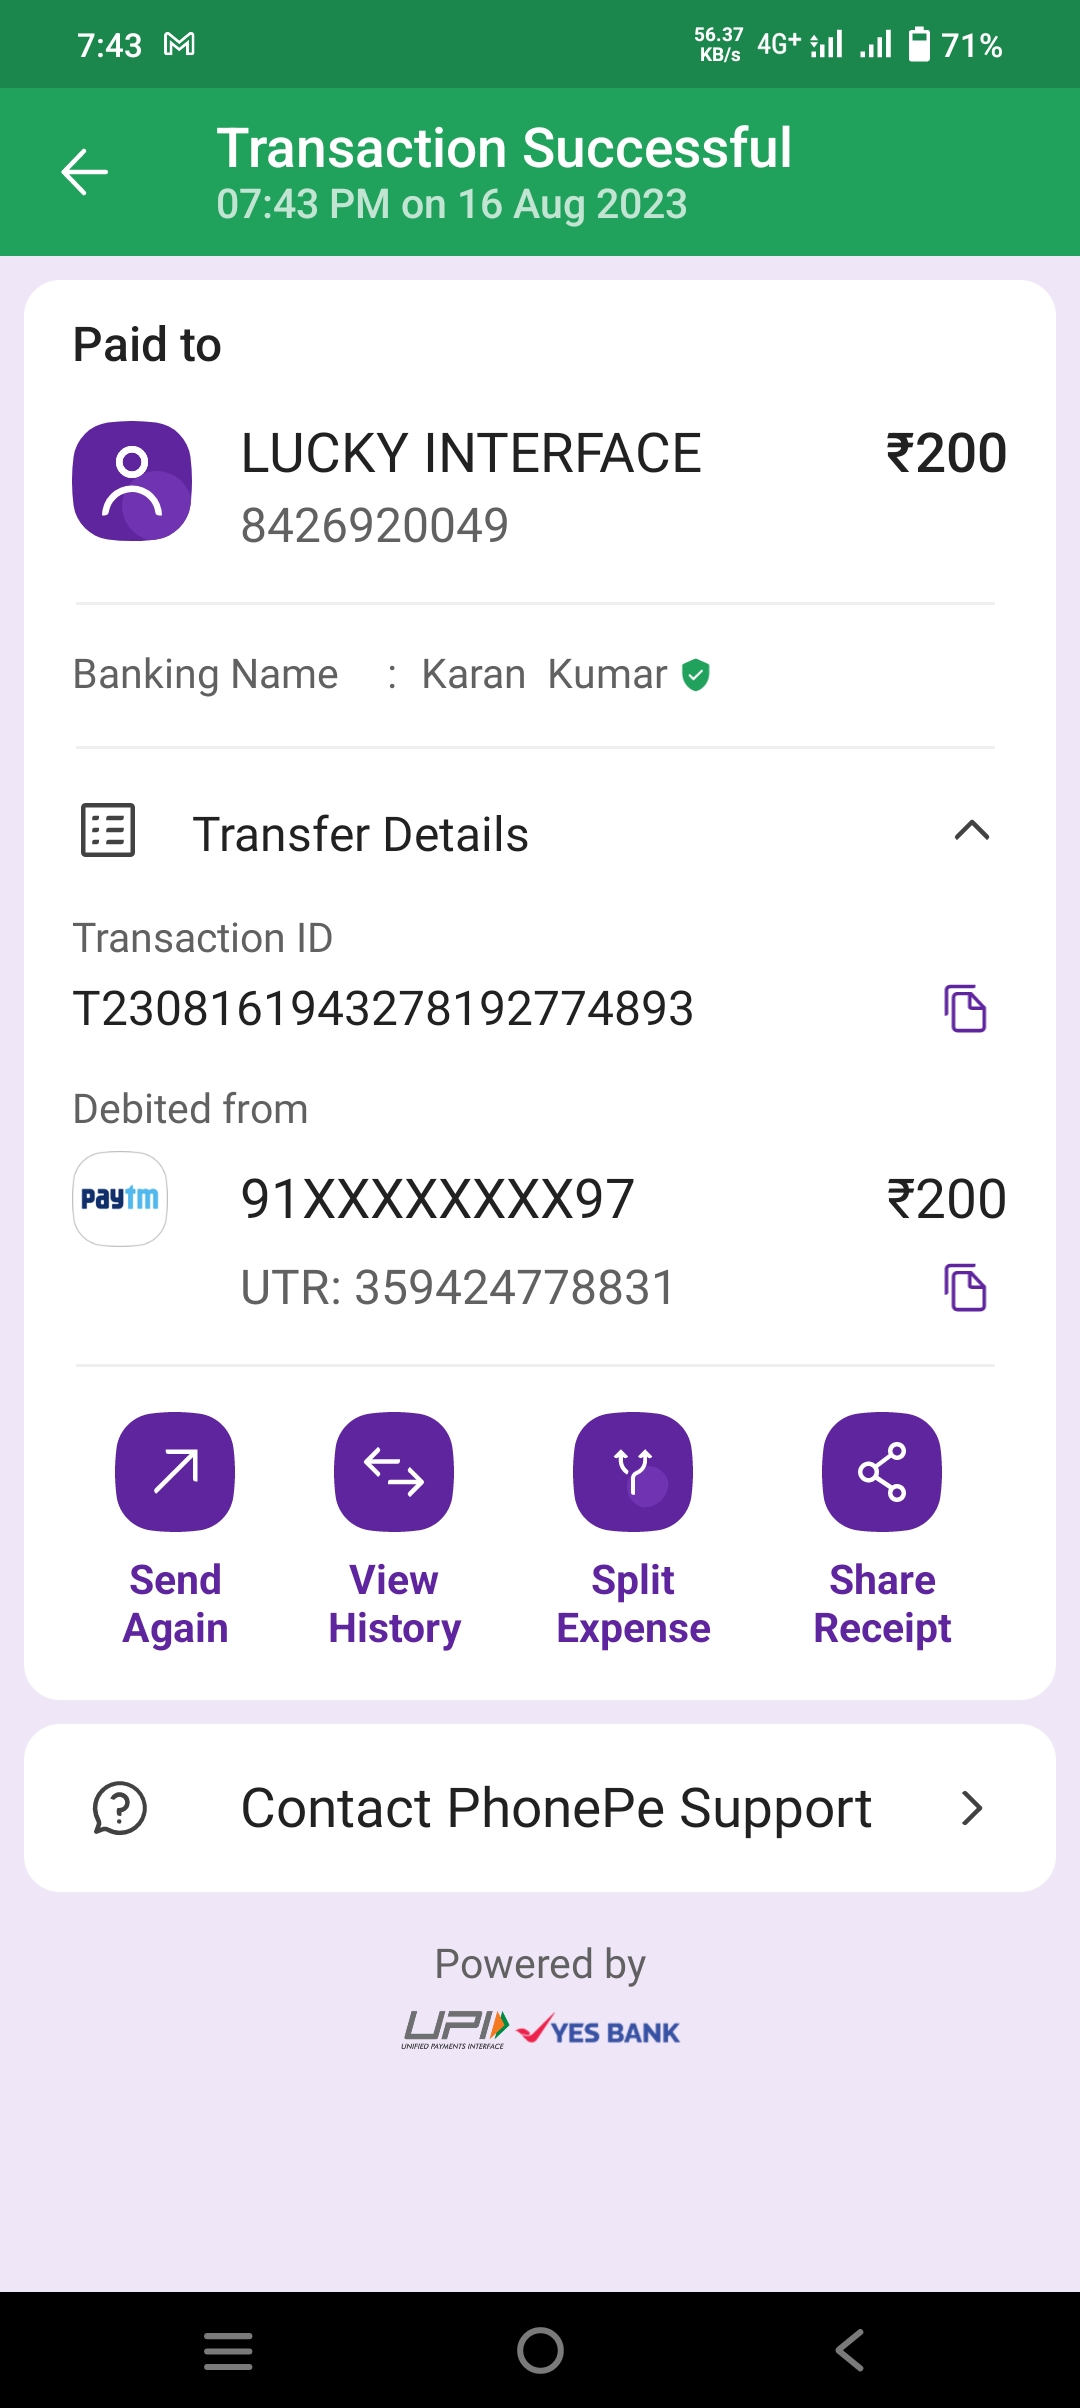 7:43 56.37 KB/s 4G+ 71%
Transaction Successful
07:43 PM on 16 Aug 2023
Paid to
LUCKY INTERFACE ₹200
8426920049
Banking Name : Karan Kumar
Transfer Details
Transaction ID
T2308161943278192774893
Debited from
paytm 91XXXXXXXX97 ₹200
UTR: 359424778831
Send Again
View History
Split Expense
Share Receipt
Contact PhonePe Support
Powered by
UPI YES BANK
UNIFIED PAYMENTS INTERFACE